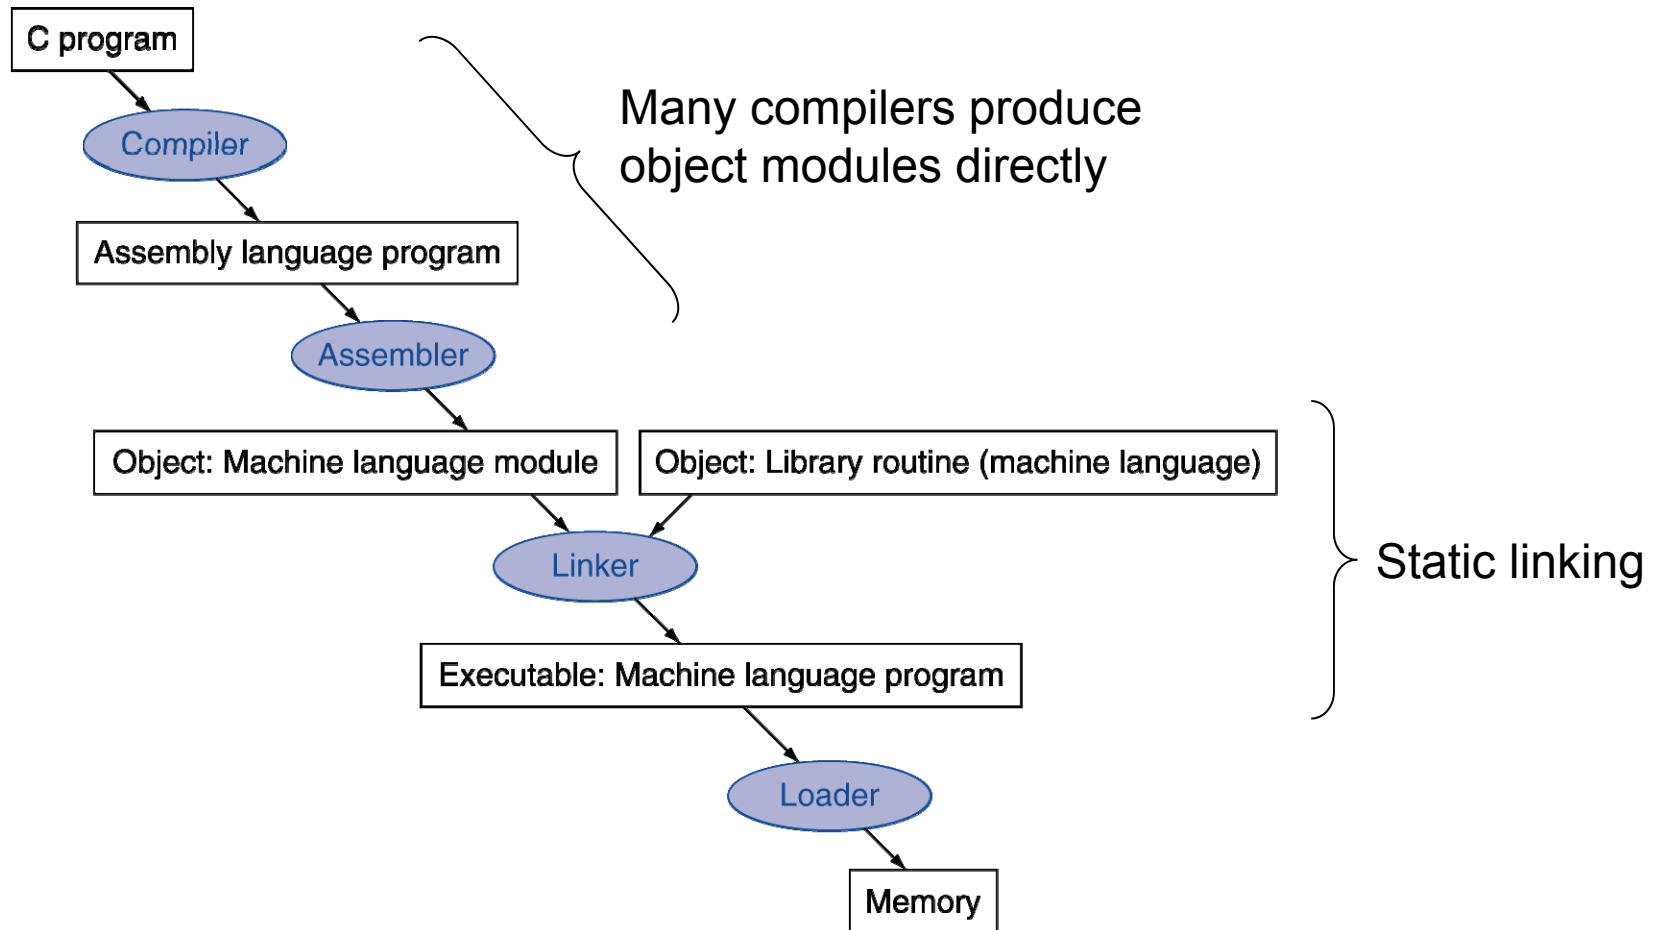 C program
Many compilers produce
object modules directly
Compiler
Assembly language program
Assembler
Object: Machine language module
Object: Library routine (machine language)
Linker
Static linking
Executable: Machine language program
Loader
Memory